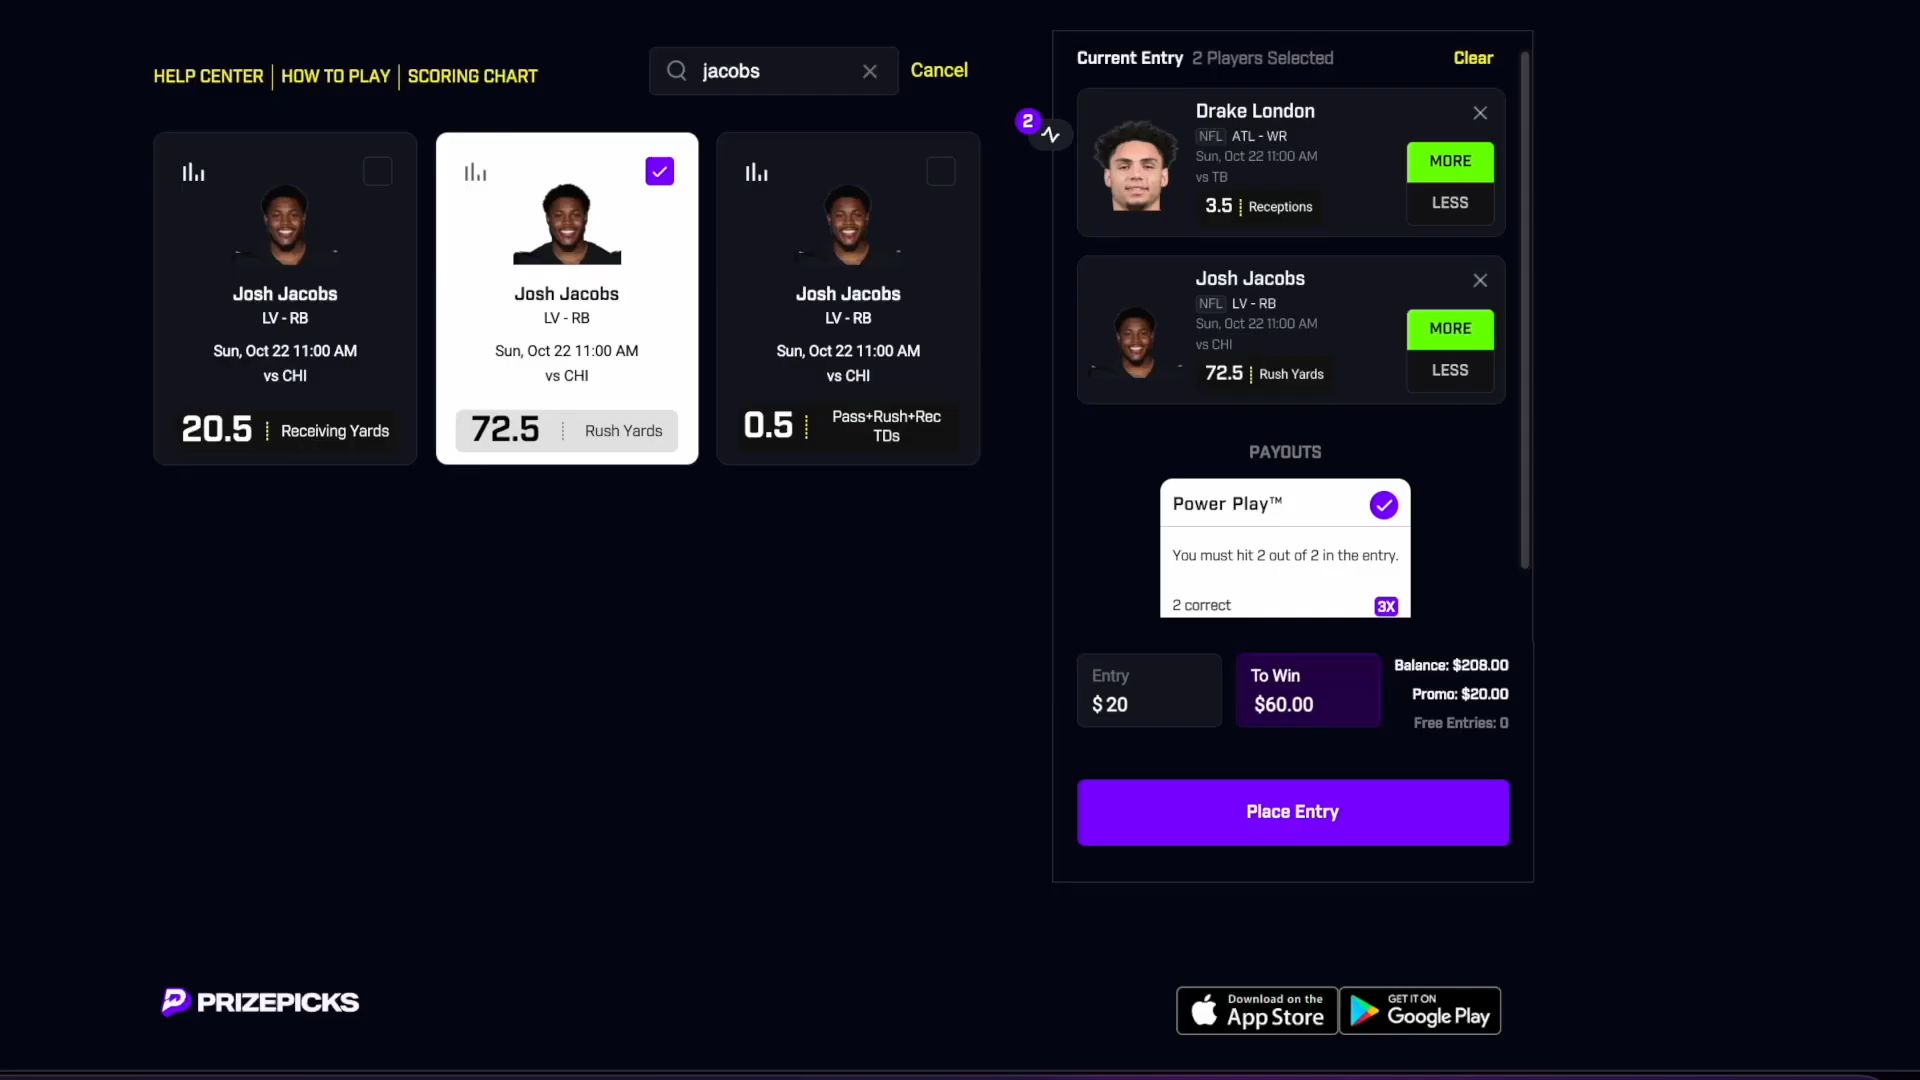 HELP CENTER
HOW TO PLAY
SCORING CHART
jacobs
Cancel
Josh Jacobs
LV - RB
Sun, Oct 22 11:00 AM
vs CHI
20.5
Receiving Yards
Josh Jacobs
LV - RB
Sun, Oct 22 11:00 AM
vs CHI
72.5
Rush Yards
Josh Jacobs
LV - RB
Sun, Oct 22 11:00 AM
vs CHI
0.5
Pass+Rush+Rec
TDs
2
Current Entry 2 Players Selected
Clear
Drake London
NFL ATL - WR
Sun, Oct 22 11:00 AM
vs TB
3.5 Receptions
MORE
LESS
Josh Jacobs
NFL LV - RB
Sun, Oct 22 11:00 AM
vs CHI
72.5 Rush Yards
MORE
LESS
PAYOUTS
Power Play™
You must hit 2 out of 2 in the entry.
2 correct 3X
Entry
$ 20
To Win
$60.00
Balance: $208.00
Promo: $20.00
Free Entries: 0
Place Entry
PRIZEPICKS
Download on the
App Store
GET IT ON
Google Play